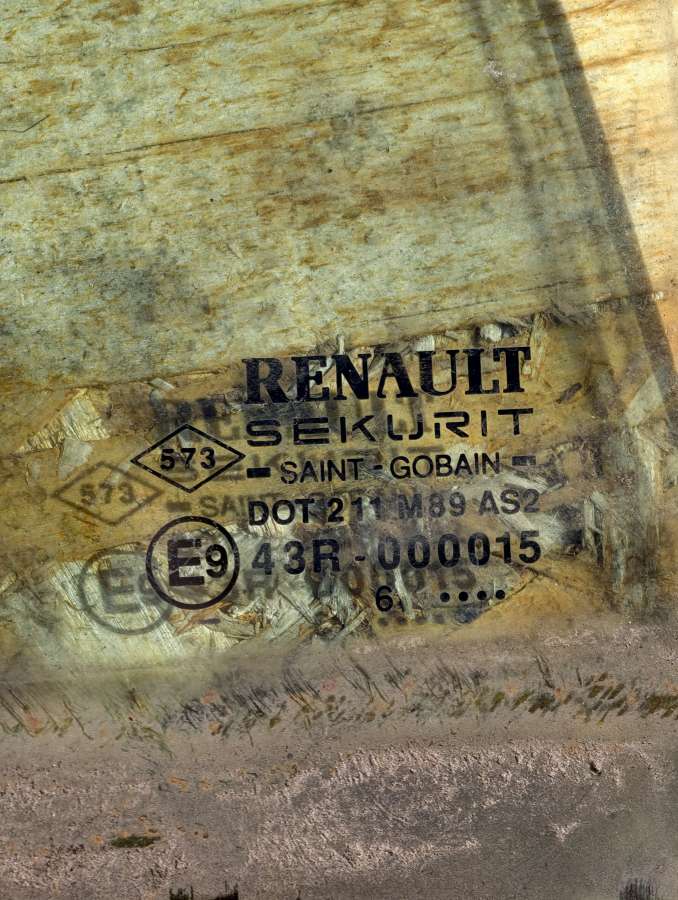 RENAULT
SEKURIT
573
SAINT-GOBAIN
DOT 211 M89 AS2
E9 43R-000015
6. ••••